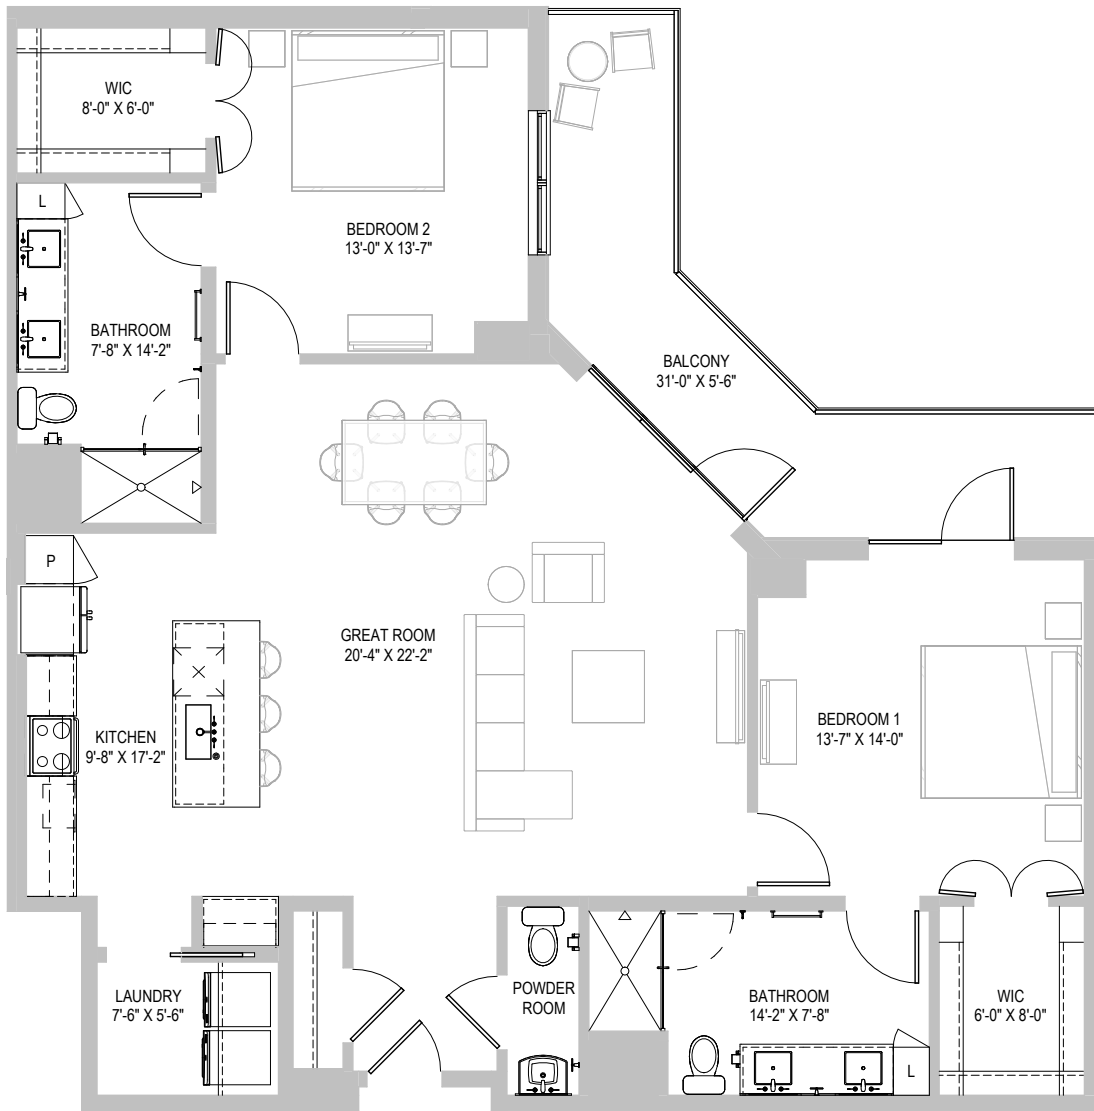 WIC
8'-0" X 6'-0"
L
BEDROOM 2
13'-0" X 13'-7"
BATHROOM
7'-8" X 14'-2"
BALCONY
31'-0" X 5'-6"
P
GREAT ROOM
20'-4" X 22'-2"
KITCHEN
9'-8" X 17'-2"
BEDROOM 1
13'-7" X 14'-0"
LAUNDRY
7'-6" X 5'-6"
POWDER
ROOM
BATHROOM
14'-2" X 7'-8"
WIC
6'-0" X 8'-0"
L